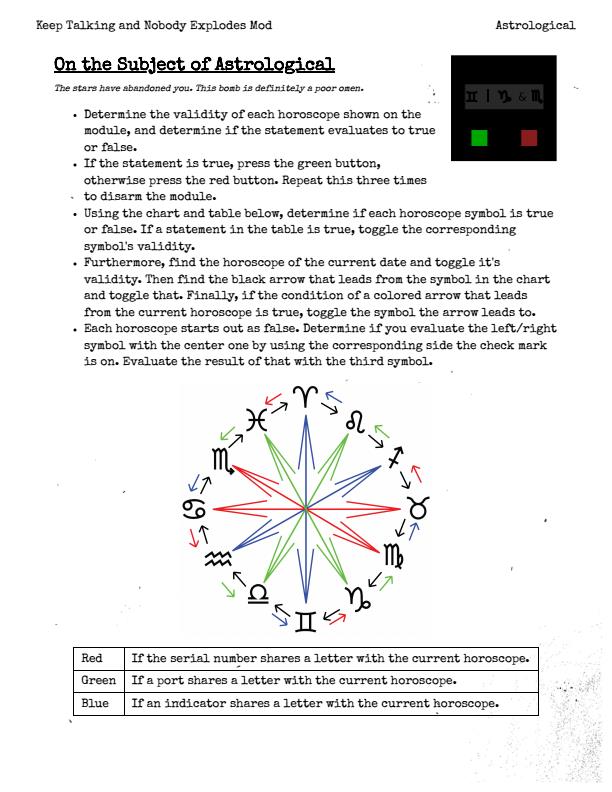 Keep Talking and Nobody Explodes Mod Astrological
On the Subject of Astrological
The stars have abandoned you. This bomb is definitely a poor omen.
♊ | ♑ & ♏
• Determine the validity of each horoscope shown on the
module, and determine if the statement evaluates to true
or false.
• If the statement is true, press the green button,
otherwise press the red button. Repeat this three times
to disarm the module.
• Using the chart and table below, determine if each horoscope symbol is true
or false. If a statement in the table is true, toggle the corresponding
symbol's validity.
• Furthermore, find the horoscope of the current date and toggle it's
validity. Then find the black arrow that leads from the symbol in the chart
and toggle that. Finally, if the condition of a colored arrow that leads
from the current horoscope is true, toggle the symbol the arrow leads to.
• Each horoscope starts out as false. Determine if you evaluate the left/right
symbol with the center one by using the corresponding side the check mark
is on. Evaluate the result of that with the third symbol.
Red If the serial number shares a letter with the current horoscope.
Green If a port shares a letter with the current horoscope.
Blue If an indicator shares a letter with the current horoscope.